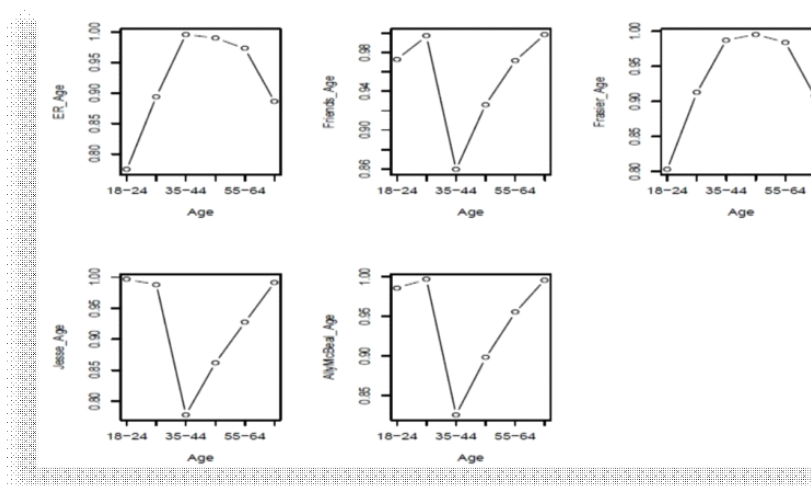 ER_Age
0.80 0.85 0.90 0.95 1.00
18-24 35-44 55-64
Age
Friends_Age
0.86 0.90 0.94 0.98
18-24 35-44 55-64
Age
Frasier_Age
0.80 0.85 0.90 0.95 1.00
18-24 35-44 55-64
Age
Jesse_Age
0.80 0.85 0.90 0.95 1.00
18-24 35-44 55-64
Age
AllyMcBeal_Age
0.85 0.90 0.95 1.00
18-24 35-44 55-64
Age